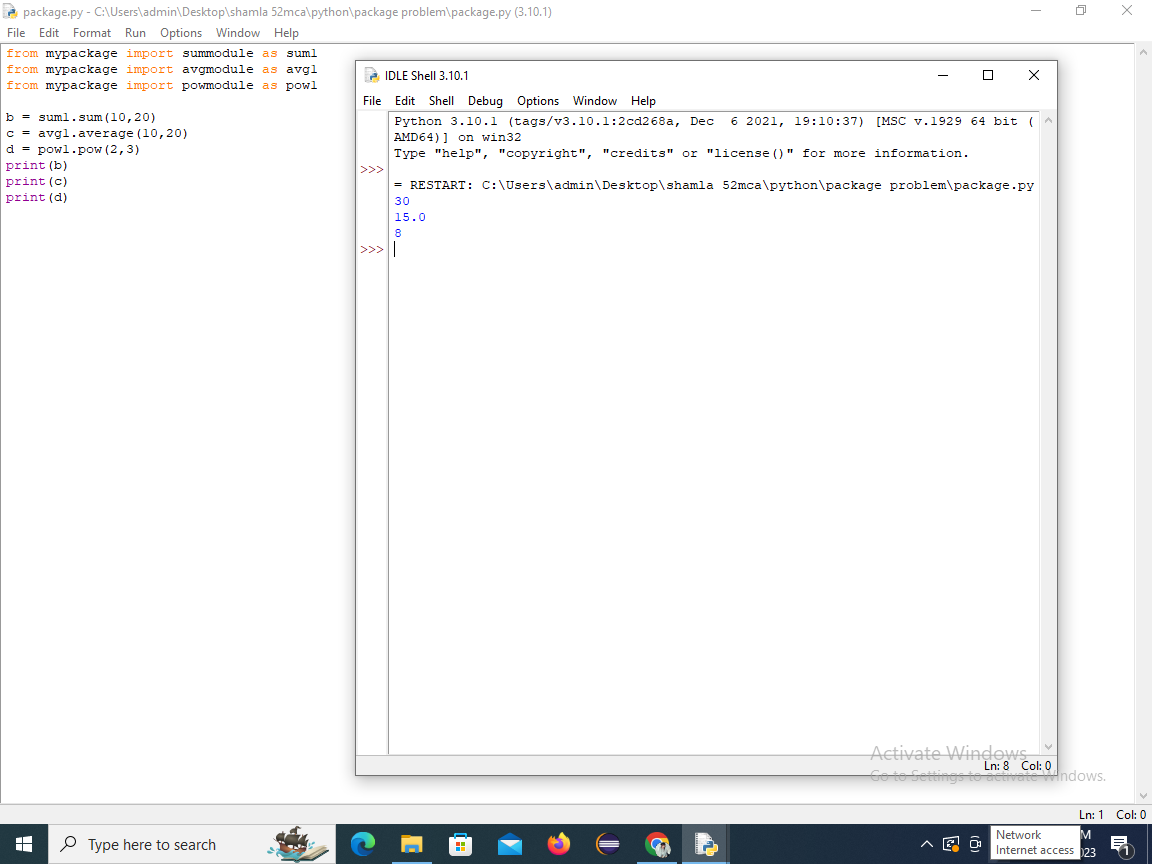 package.py - C:\Users\admin\Desktop\shamla 52mca\python\package problem\package.py (3.10.1)
File Edit Format Run Options Window Help
from mypackage import summodule as sum1
from mypackage import avgmodule as avg1
from mypackage import powmodule as pow1
b = sum1.sum(10,20)
c = avg1.average(10,20)
d = pow1.pow(2,3)
print(b)
print(c)
print(d)
IDLE Shell 3.10.1
File Edit Shell Debug Options Window Help
Python 3.10.1 (tags/v3.10.1:2cd268a, Dec  6 2021, 19:10:37) [MSC v.1929 64 bit (
AMD64)] on win32
Type "help", "copyright", "credits" or "license()" for more information.
>>>
= RESTART: C:\Users\admin\Desktop\shamla 52mca\python\package problem\package.py
30
15.0
8
>>>
Activate Windows
Go to Settings to activate Windows.
Ln: 8 Col: 0
Ln: 1 Col: 0
Type here to search
Network
Internet access
M
023
1